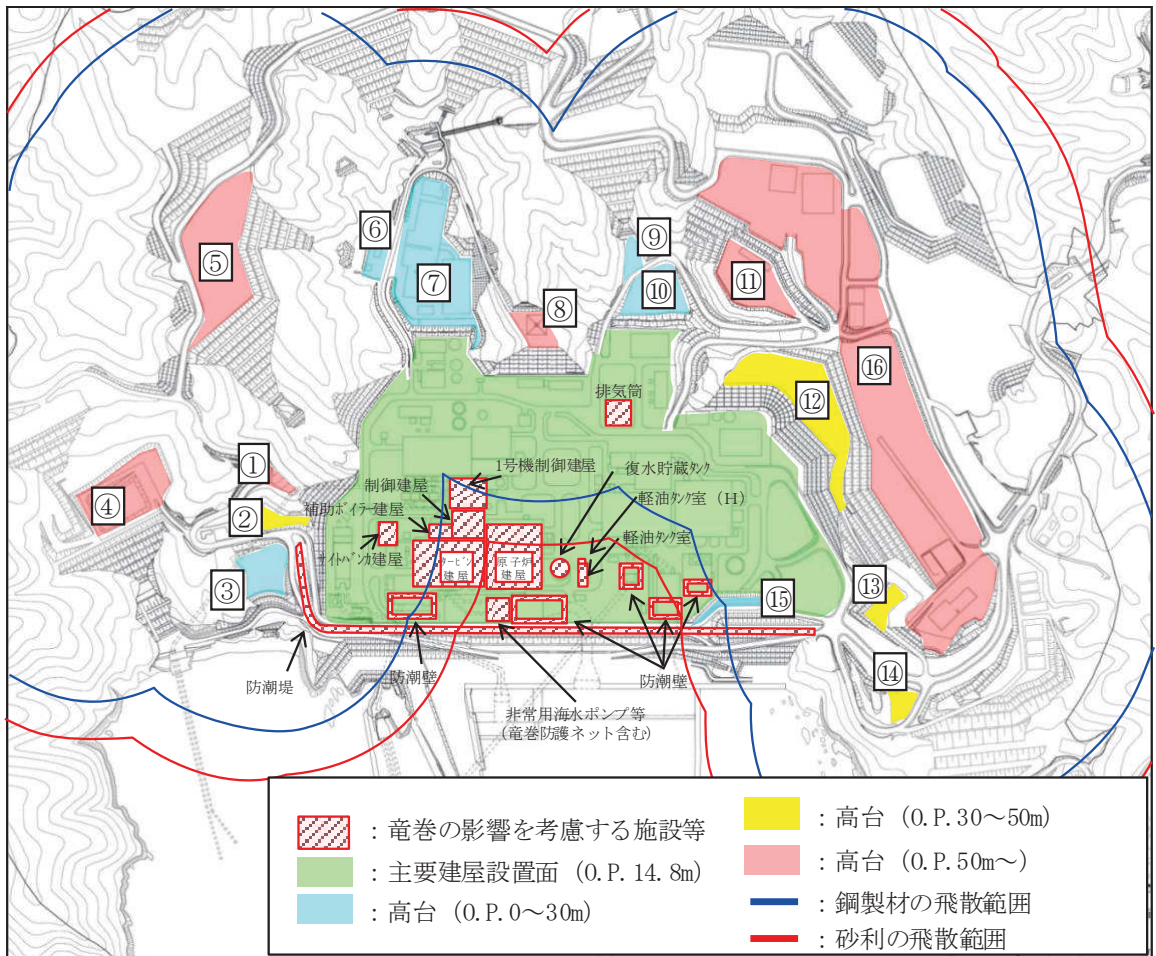 ⑨
⑥
⑤
⑦
⑪
⑩
⑧
⑯
排気筒
⑫
①
1号機制御建屋
復水貯蔵タンク
制御建屋
軽油タンク室(H)
④
補助ボイラー建屋
②
軽油タンク室
サイトバンカ建屋
タービン
建屋
原子炉
建屋
③
⑬
⑮
防潮堤
防潮壁
防潮壁
⑭
非常用海水ポンプ等
(竜巻防護ネット含む)
:竜巻の影響を考慮する施設等
:主要建屋設置面(O.P.14.8m)
:高台(O.P.0～30m)
:高台(O.P.30～50m)
:高台(O.P.50m～)
:鋼製材の飛散範囲
:砂利の飛散範囲